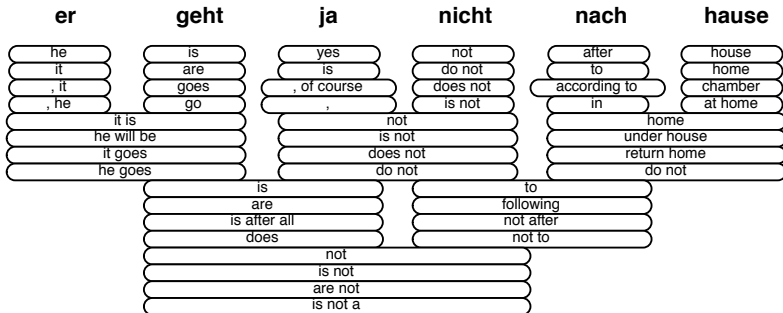 er geht ja nicht nach hause
he is yes not after house
it are is do not to home
, it goes , of course does not according to chamber
, he go , is not in at home
it is not home
he will be is not under house
it goes does not return home
he goes do not do not
is to
are following
is after all not after
does not to
not
is not
are not
is not a